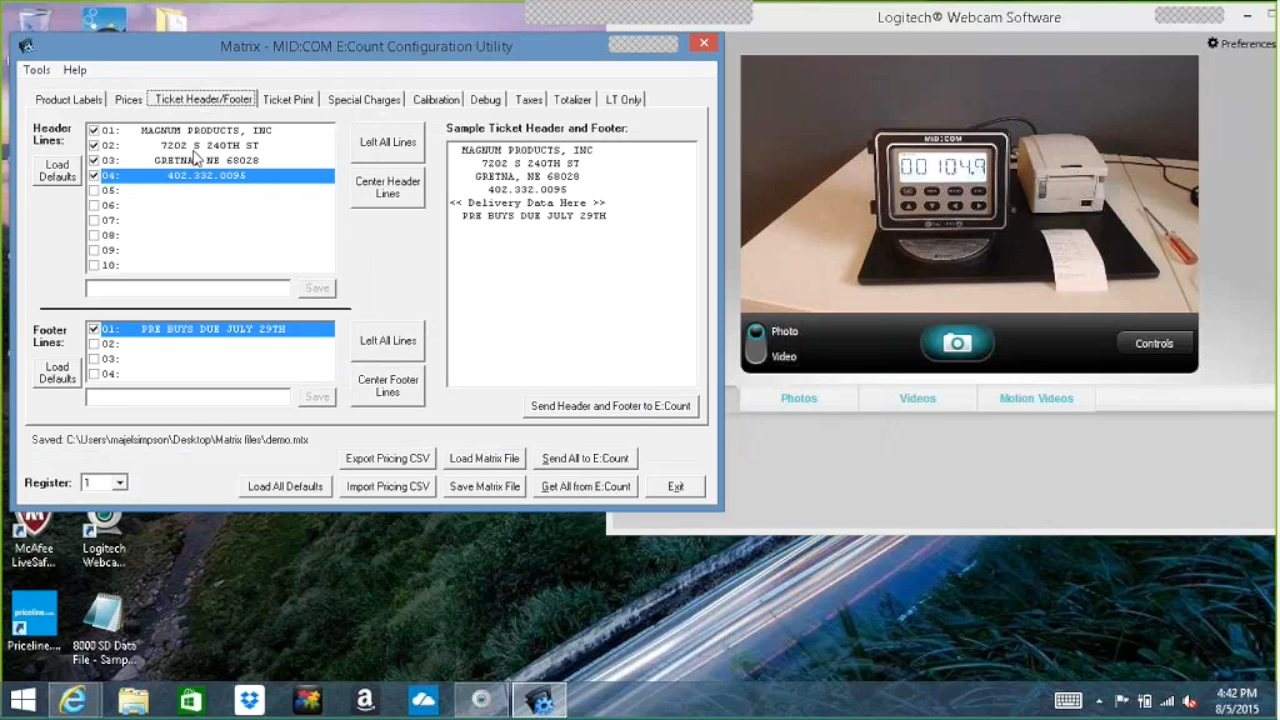 Logitech® Webcam Software
Preferences
Matrix - MID:COM E:Count Configuration Utility
Tools Help
Product Labels Prices Ticket Header/Footer Ticket Print Special Charges Calibration Debug Taxes Totalizer LT Only
Header Lines:
Load Defaults
01: MAGNUM PRODUCTS, INC
02: 7202 S 240TH ST
03: GRETNA, NE 68028
04: 402.332.0095
05:
06:
07:
08:
09:
10:
Save
Left All Lines
Center Header Lines
Sample Ticket Header and Footer:
MAGNUM PRODUCTS, INC
7202 S 240TH ST
GRETNA, NE 68028
402.332.0095
<< Delivery Data Here >>
PRE BUYS DUE JULY 29TH
Footer Lines:
Load Defaults
01: PRE BUYS DUE JULY 29TH
02:
03:
04:
Save
Left All Lines
Center Footer Lines
Send Header and Footer to E:Count
Saved: C:\Users\majelsimpson\Desktop\Matrix files\demo.mtx
Export Pricing CSV Load Matrix File Send All to E:Count
Register: 1 Load All Defaults Import Pricing CSV Save Matrix File Get All from E:Count Exit
MID:COM
00104.9
Photo
Video
Controls
Photos Videos Motion Videos
McAfee LiveSaf...
Logitech Webca...
priceline.com
Priceline....
8000 SD Data File - Samp...
4:42 PM
8/5/2015